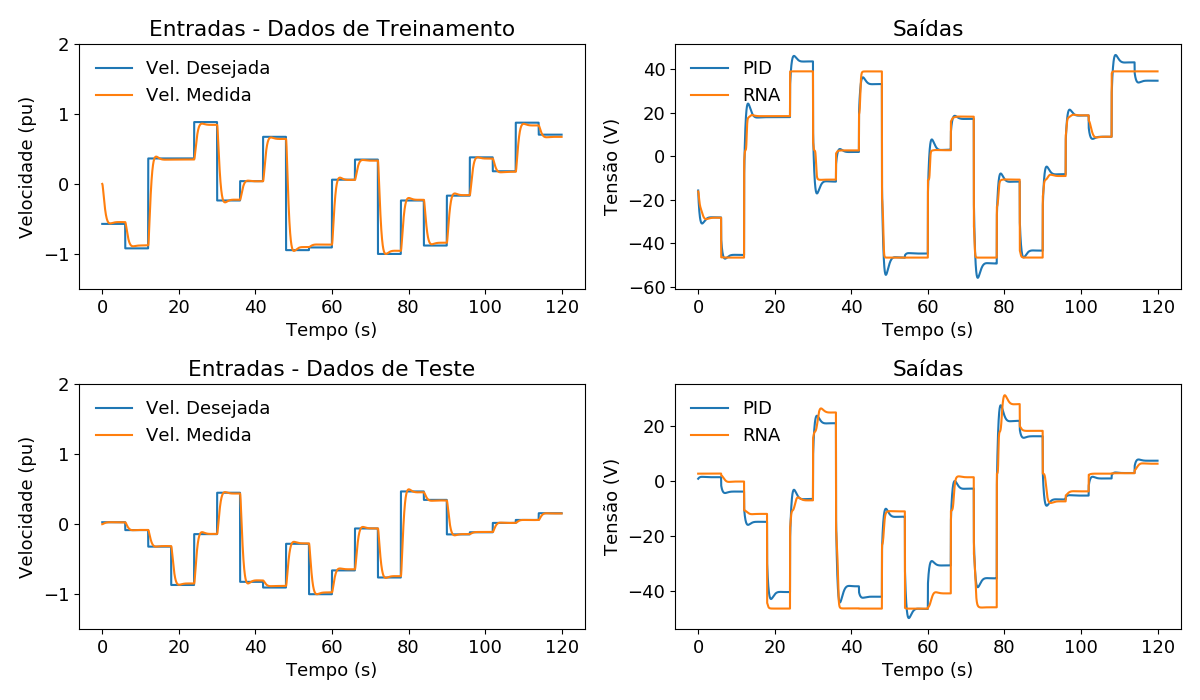 Entradas - Dados de Treinamento
Velocidade (pu)
2
1
0
−1
Vel. Desejada
Vel. Medida
0 20 40 60 80 100 120
Tempo (s)
Saídas
Tensão (V)
40
20
0
−20
−40
−60
PID
RNA
0 20 40 60 80 100 120
Tempo (s)
Entradas - Dados de Teste
Velocidade (pu)
2
1
0
−1
Vel. Desejada
Vel. Medida
0 20 40 60 80 100 120
Tempo (s)
Saídas
Tensão (V)
20
0
−20
−40
PID
RNA
0 20 40 60 80 100 120
Tempo (s)